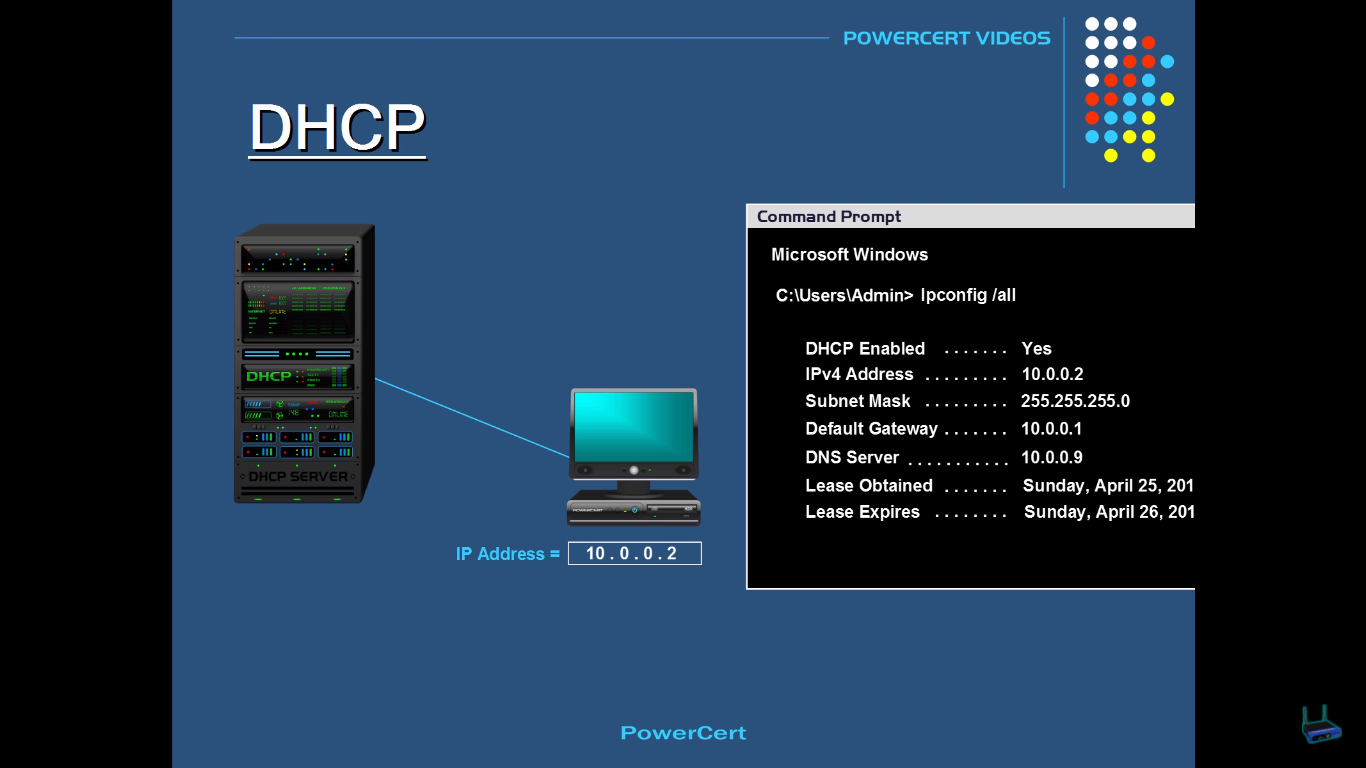 POWERCERT VIDEOS
DHCP
Command Prompt
Microsoft Windows
C:\Users\Admin> Ipconfig /all
DHCP Enabled ....... Yes
IPv4 Address ......... 10.0.0.2
Subnet Mask ......... 255.255.255.0
Default Gateway ....... 10.0.0.1
DNS Server ........... 10.0.0.9
Lease Obtained ....... Sunday, April 25, 201
Lease Expires ........ Sunday, April 26, 201
DHCP
ONLINE
DHCP SERVER
POWERCERT
IP Address = 10.0.0.2
PowerCert